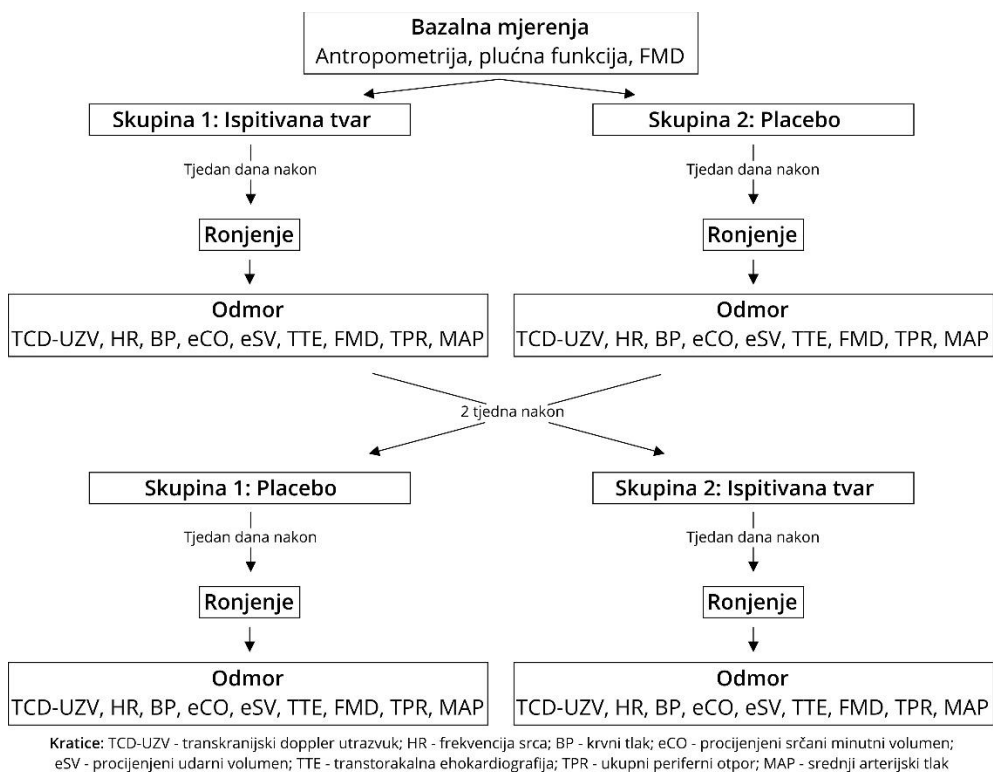 Bazalna mjerenja
Antropometrija, plućna funkcija, FMD
Skupina 1: Ispitivana tvar
Skupina 2: Placebo
Tjedan dana nakon
Tjedan dana nakon
Ronjenje
Ronjenje
Odmor
TCD-UZV, HR, BP, eCO, eSV, TTE, FMD, TPR, MAP
Odmor
TCD-UZV, HR, BP, eCO, eSV, TTE, FMD, TPR, MAP
2 tjedna nakon
Skupina 1: Placebo
Skupina 2: Ispitivana tvar
Tjedan dana nakon
Tjedan dana nakon
Ronjenje
Ronjenje
Odmor
TCD-UZV, HR, BP, eCO, eSV, TTE, FMD, TPR, MAP
Odmor
TCD-UZV, HR, BP, eCO, eSV, TTE, FMD, TPR, MAP
Kratice: TCD-UZV - transkranijski doppler utrazvuk; HR - frekvencija srca; BP - krvni tlak; eCO - procijenjeni srčani minutni volumen;
eSV - procijenjeni udarni volumen; TTE - transtorakalna ehokardiografija; TPR - ukupni periferni otpor; MAP - srednji arterijski tlak